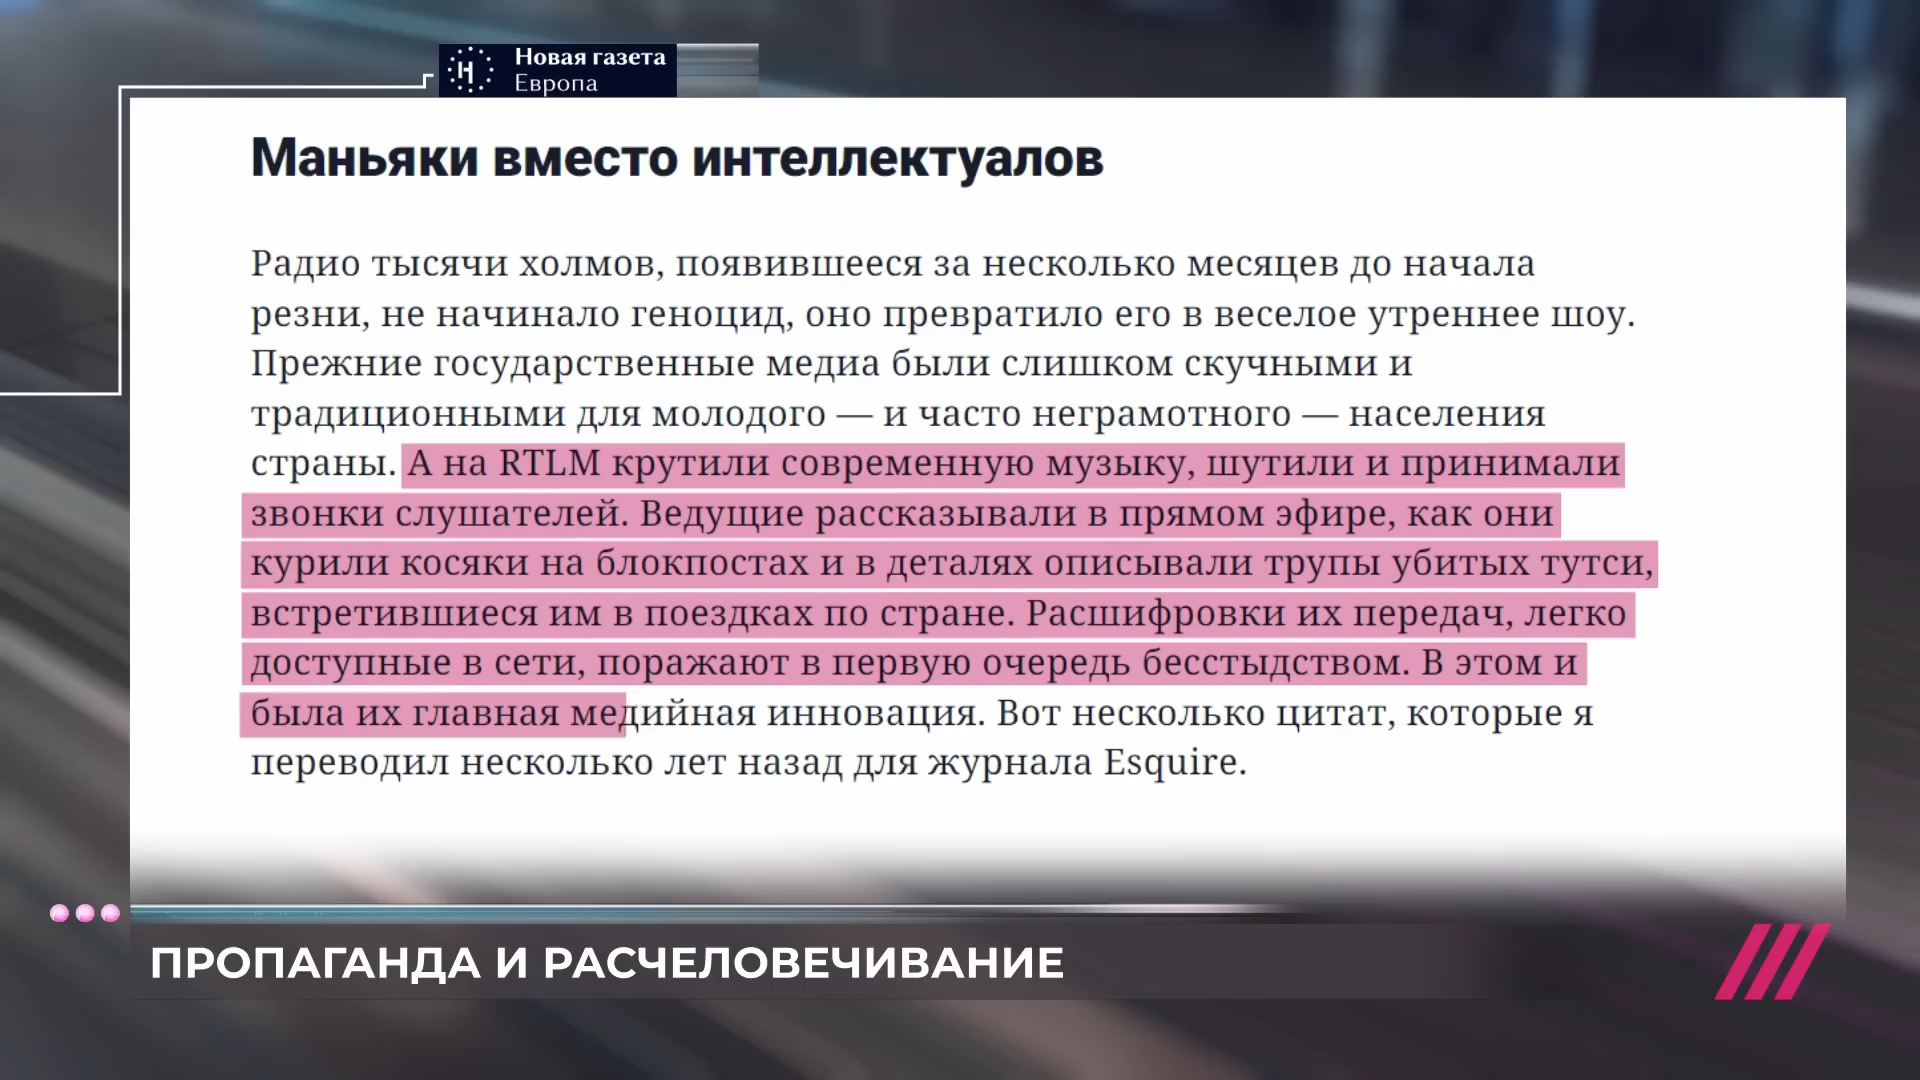 Новая газета
Европа
Маньяки вместо интеллектуалов
Радио тысячи холмов, появившееся за несколько месяцев до начала
резни, не начинало геноцид, оно превратило его в веселое утреннее шоу.
Прежние государственные медиа были слишком скучными и
традиционными для молодого — и часто неграмотного — населения
страны. А на RTLM крутили современную музыку, шутили и принимали
звонки слушателей. Ведущие рассказывали в прямом эфире, как они
курили косяки на блокпостах и в деталях описывали трупы убитых тутси,
встретившиеся им в поездках по стране. Расшифровки их передач, легко
доступные в сети, поражают в первую очередь бесстыдством. В этом и
была их главная медийная инновация. Вот несколько цитат, которые я
переводил несколько лет назад для журнала Esquire.
ПРОПАГАНДА И РАСЧЕЛОВЕЧИВАНИЕ